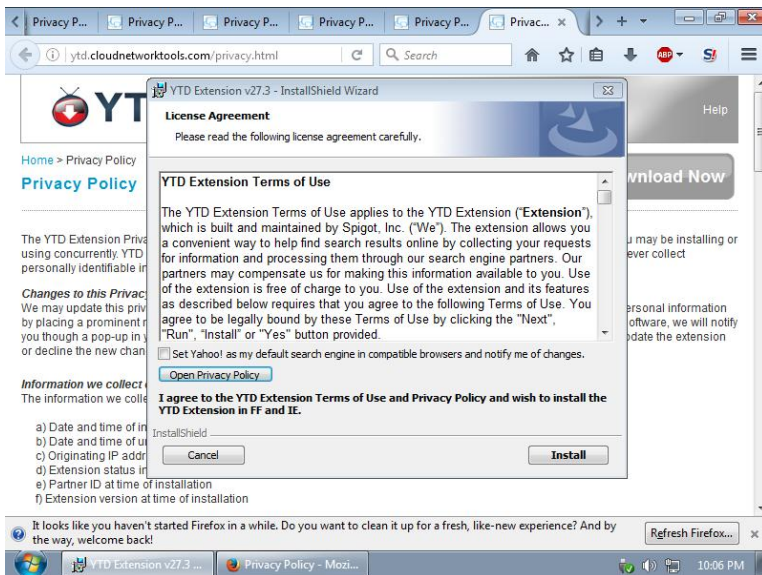 Privacy P... Privacy P... Privacy P... Privacy P... Privacy P... Privac...
ytd.cloudnetworktools.com/privacy.html Search ABP
YT Help
YTD Extension v27.3 - InstallShield Wizard
License Agreement
Please read the following license agreement carefully.
Home > Privacy Policy
Privacy Policy
wnload Now
YTD Extension Terms of Use
The YTD Extension Terms of Use applies to the YTD Extension (“Extension”),
which is built and maintained by Spigot, Inc. (“We”). The extension allows you
a convenient way to help find search results online by collecting your requests
for information and processing them through our search engine partners. Our
partners may compensate us for making this information available to you. Use
of the extension is free of charge to you. Use of the extension and its features
as described below requires that you agree to the following Terms of Use. You
agree to be legally bound by these Terms of Use by clicking the "Next",
"Run", “Install” or "Yes" button provided.
Set Yahoo! as my default search engine in compatible browsers and notify me of changes.
Open Privacy Policy
I agree to the YTD Extension Terms of Use and Privacy Policy and wish to install the
YTD Extension in FF and IE.
InstallShield
Cancel Install
The YTD Extension Priva u may be installing or
using concurrently. YTD ever collect
personally identifiable in
Changes to this Privac
We may update this priv ersonal information
by placing a prominent r oftware, we will notify
you though a pop-up in y pdate the extension
or decline the new chan
Information we collect
The information we colle
a) Date and time of in
b) Date and time of u
c) Originating IP addr
d) Extension status in
e) Partner ID at time of installation
f) Extension version at time of installation
It looks like you haven't started Firefox in a while. Do you want to clean it up for a fresh, like-new experience? And by
the way, welcome back!
Refresh Firefox...
YTD Extension v27.3 ... Privacy Policy - Mozi... 10:06 PM